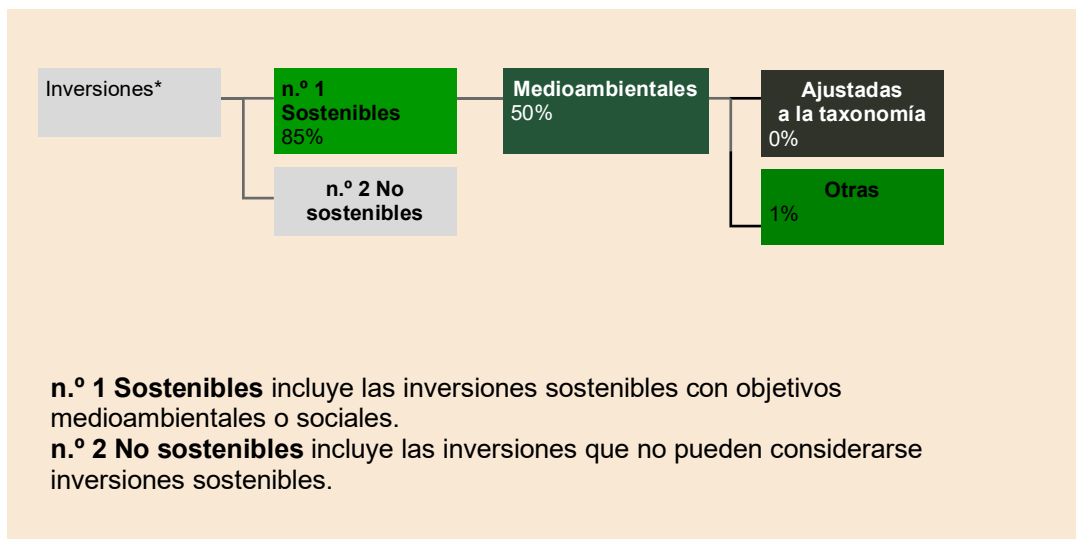 Inversiones*
n.º 1
Sostenibles
85%
n.º 2 No
sostenibles
Medioambientales
50%
Ajustadas
a la taxonomía
0%
Otras
1%
n.º 1 Sostenibles incluye las inversiones sostenibles con objetivos
medioambientales o sociales.
n.º 2 No sostenibles incluye las inversiones que no pueden considerarse
inversiones sostenibles.